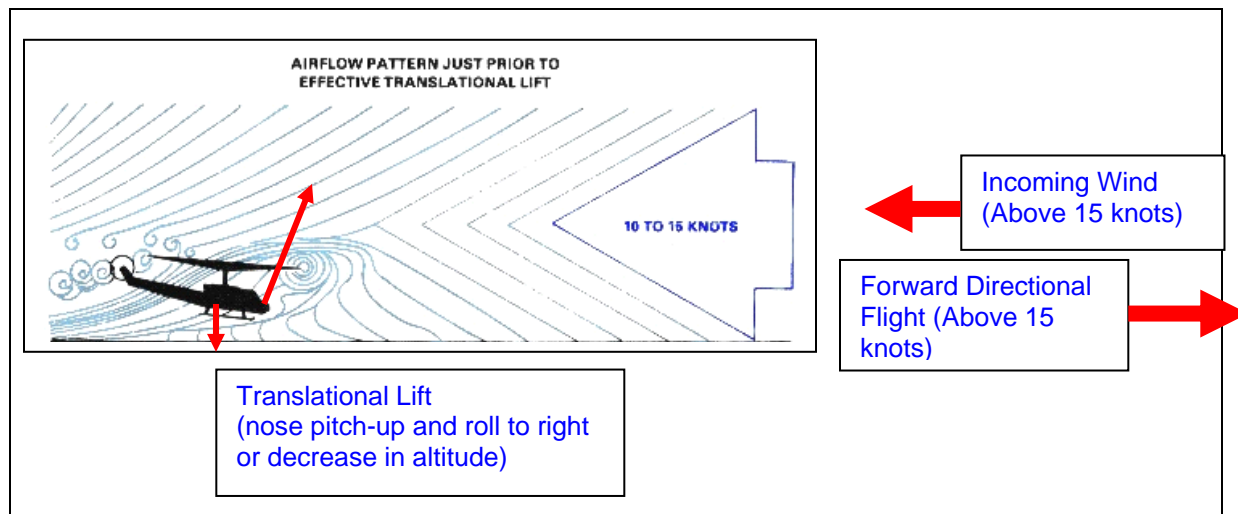 AIRFLOW PATTERN JUST PRIOR TO
EFFECTIVE TRANSLATIONAL LIFT
10 TO 15 KNOTS
Incoming Wind
(Above 15 knots)
Forward Directional
Flight (Above 15
knots)
Translational Lift
(nose pitch-up and roll to right
or decrease in altitude)